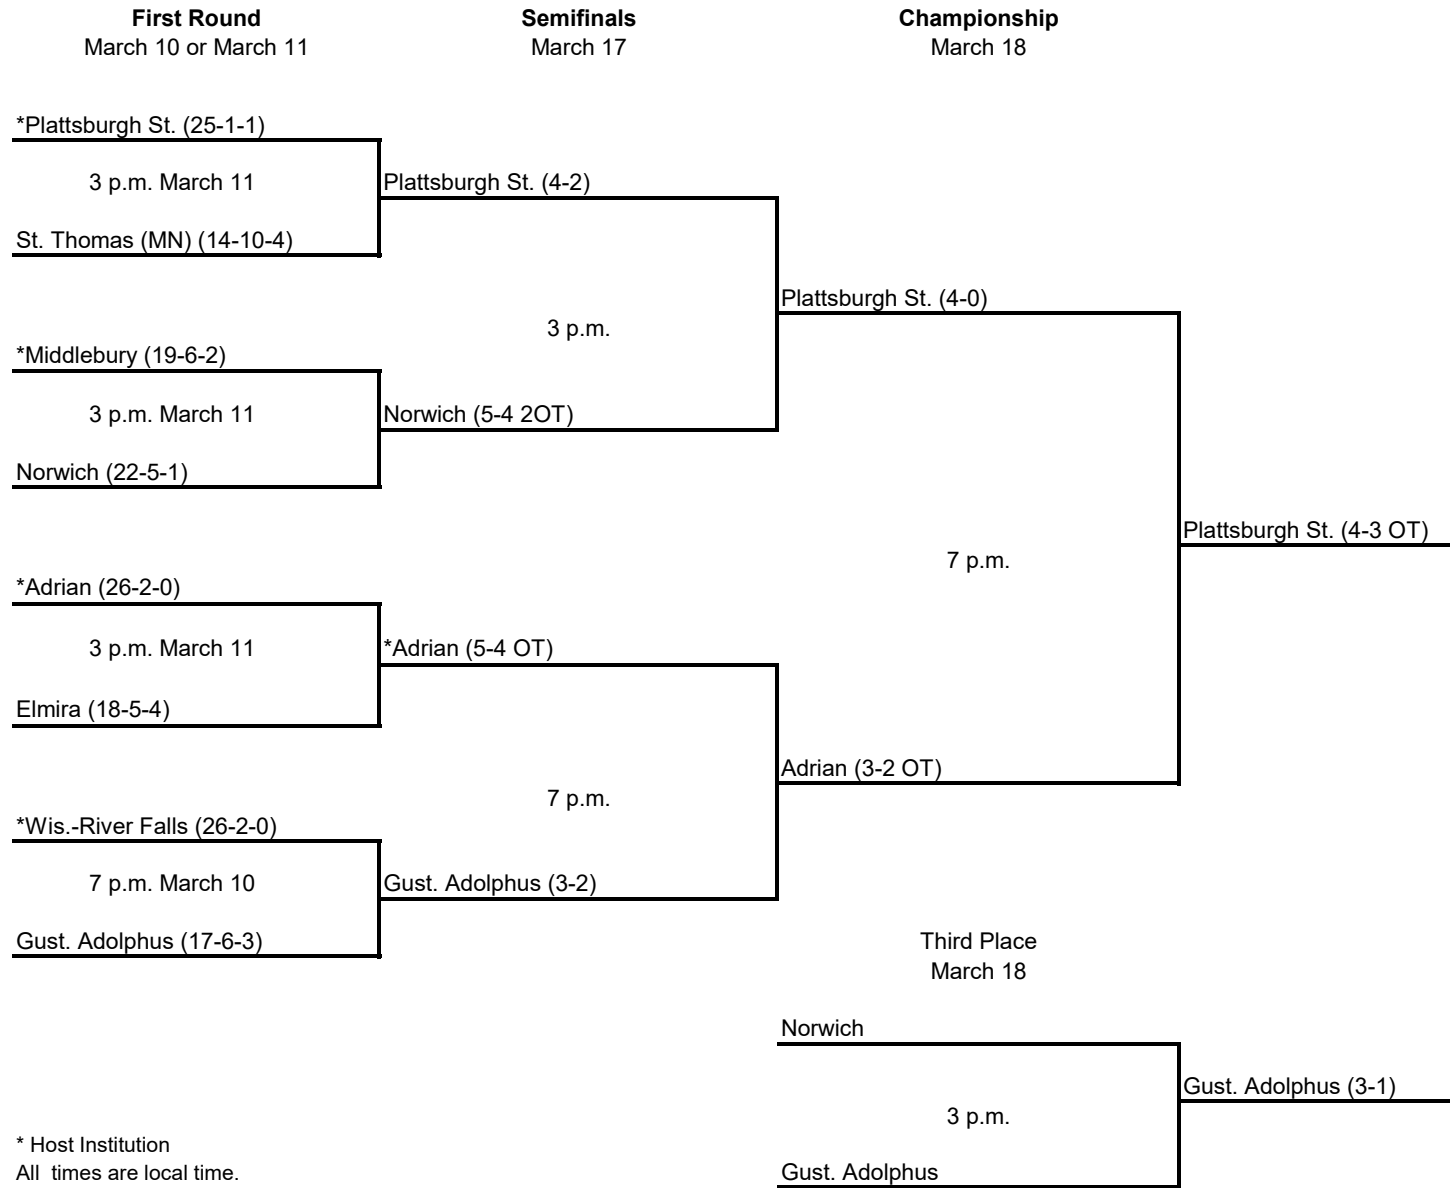 First Round
March 10 or March 11
Semifinals
March 17
Championship
March 18
*Plattsburgh St. (25-1-1)
3 p.m. March 11
St. Thomas (MN) (14-10-4)
*Middlebury (19-6-2)
3 p.m. March 11
Norwich (22-5-1)
*Adrian (26-2-0)
3 p.m. March 11
Elmira (18-5-4)
*Wis.-River Falls (26-2-0)
7 p.m. March 10
Gust. Adolphus (17-6-3)
Plattsburgh St. (4-2)
3 p.m.
Norwich (5-4 2OT)
*Adrian (5-4 OT)
7 p.m.
Gust. Adolphus (3-2)
Plattsburgh St. (4-0)
7 p.m.
Adrian (3-2 OT)
Plattsburgh St. (4-3 OT)
Third Place
March 18
Norwich
3 p.m.
Gust. Adolphus
Gust. Adolphus (3-1)
* Host Institution
All  times are local time.